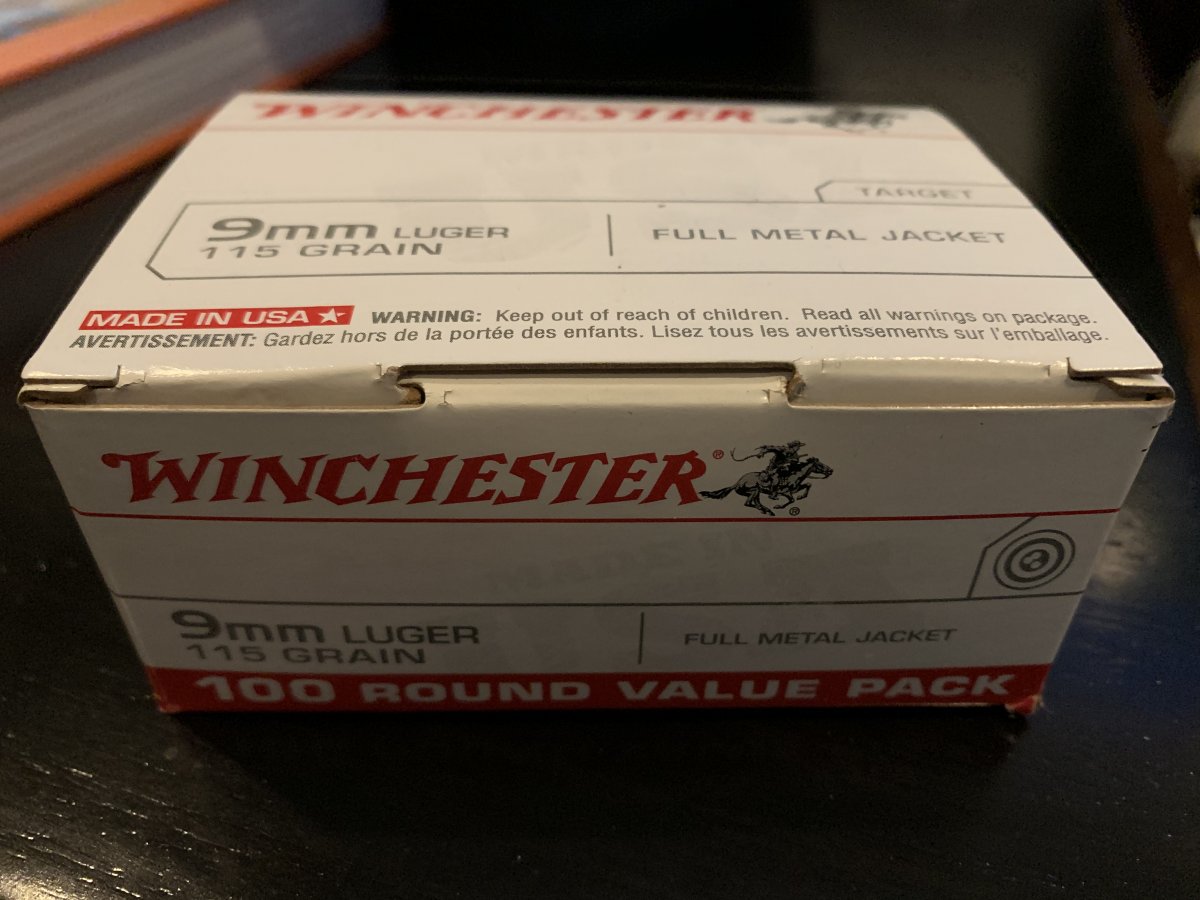 WINCHESTER
TARGET
9mm LUGER
115 GRAIN
FULL METAL JACKET
MADE IN USA
WARNING: Keep out of reach of children. Read all warnings on package.
AVERTISSEMENT: Gardez hors de la portée des enfants. Lisez tous les avertissements sur l'emballage.
WINCHESTER®
®
9mm LUGER
115 GRAIN
FULL METAL JACKET
100 ROUND VALUE PACK